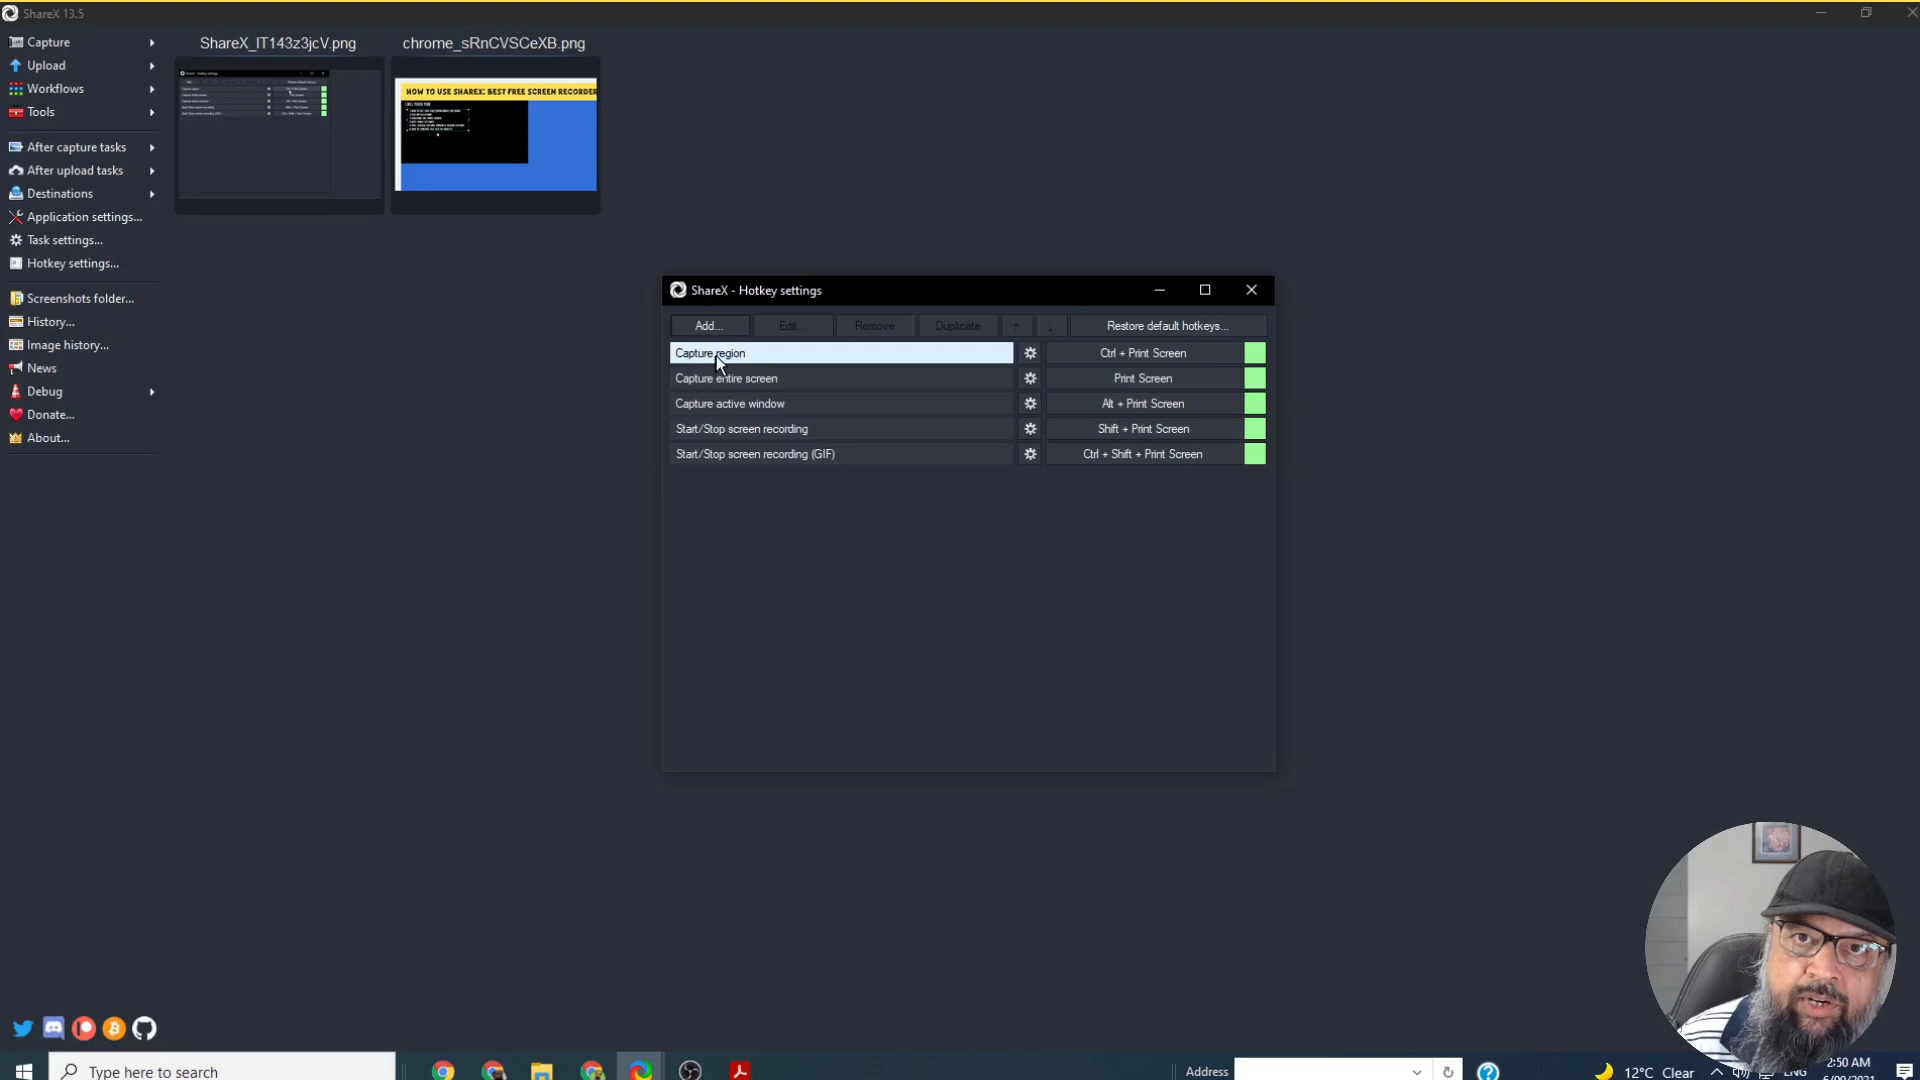 ShareX 13.5
Capture
Upload
Workflows
Tools
After capture tasks
After upload tasks
Destinations
Application settings...
Task settings...
Hotkey settings...
Screenshots folder...
History...
Image history...
News
Debug
Donate...
About...
ShareX_IT143z3jcV.png
chrome_sRnCVSCeXB.png
HOW TO USE SHAREX: BEST FREE SCREEN RECORDER
ShareX - Hotkey settings
Add...
Edit...
Remove
Duplicate
↑
↓
Restore default hotkeys...
Capture region
Ctrl + Print Screen
Capture entire screen
Print Screen
Capture active window
Alt + Print Screen
Start/Stop screen recording
Shift + Print Screen
Start/Stop screen recording (GIF)
Ctrl + Shift + Print Screen
Type here to search
Address
12°C Clear
ENG
2:50 AM